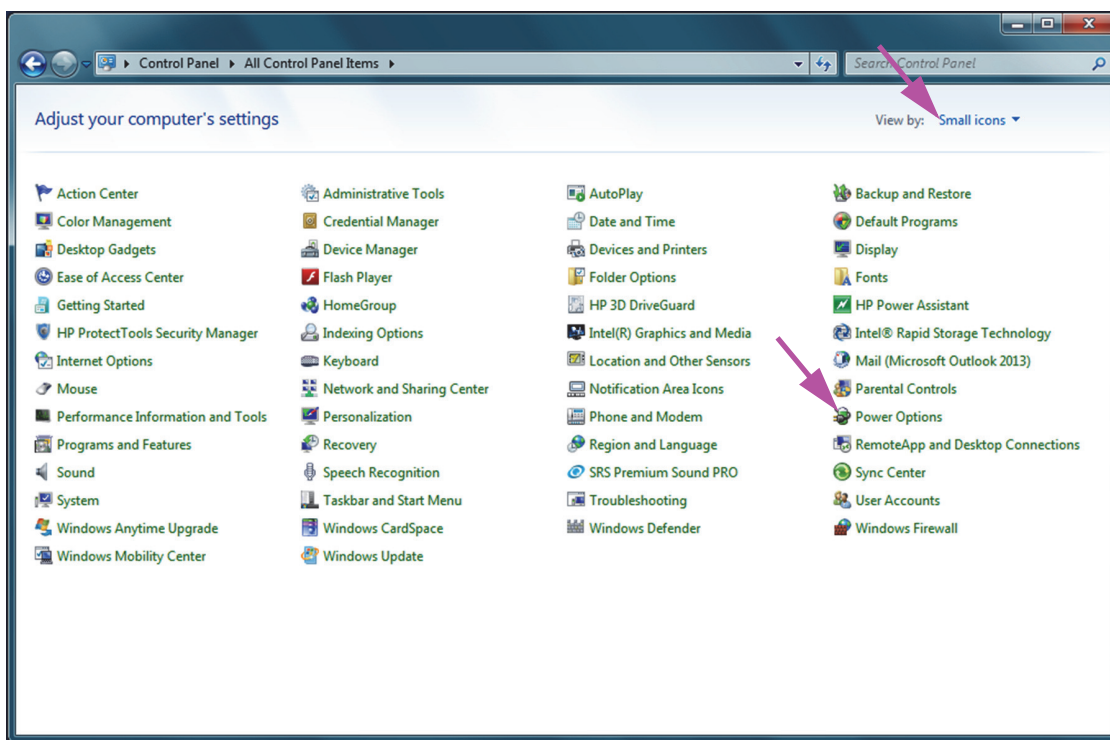 Control Panel All Control Panel Items Search Control Panel
Adjust your computer's settings View by: Small icons
Action Center Administrative Tools AutoPlay Backup and Restore
Color Management Credential Manager Date and Time Default Programs
Desktop Gadgets Device Manager Devices and Printers Display
Ease of Access Center Flash Player Folder Options Fonts
Getting Started HomeGroup HP 3D DriveGuard HP Power Assistant
HP ProtectTools Security Manager Indexing Options Intel(R) Graphics and Media Intel® Rapid Storage Technology
Internet Options Keyboard Location and Other Sensors Mail (Microsoft Outlook 2013)
Mouse Network and Sharing Center Notification Area Icons Parental Controls
Performance Information and Tools Personalization Phone and Modem Power Options
Programs and Features Recovery Region and Language RemoteApp and Desktop Connections
Sound Speech Recognition SRS Premium Sound PRO Sync Center
System Taskbar and Start Menu Troubleshooting User Accounts
Windows Anytime Upgrade Windows CardSpace Windows Defender Windows Firewall
Windows Mobility Center Windows Update